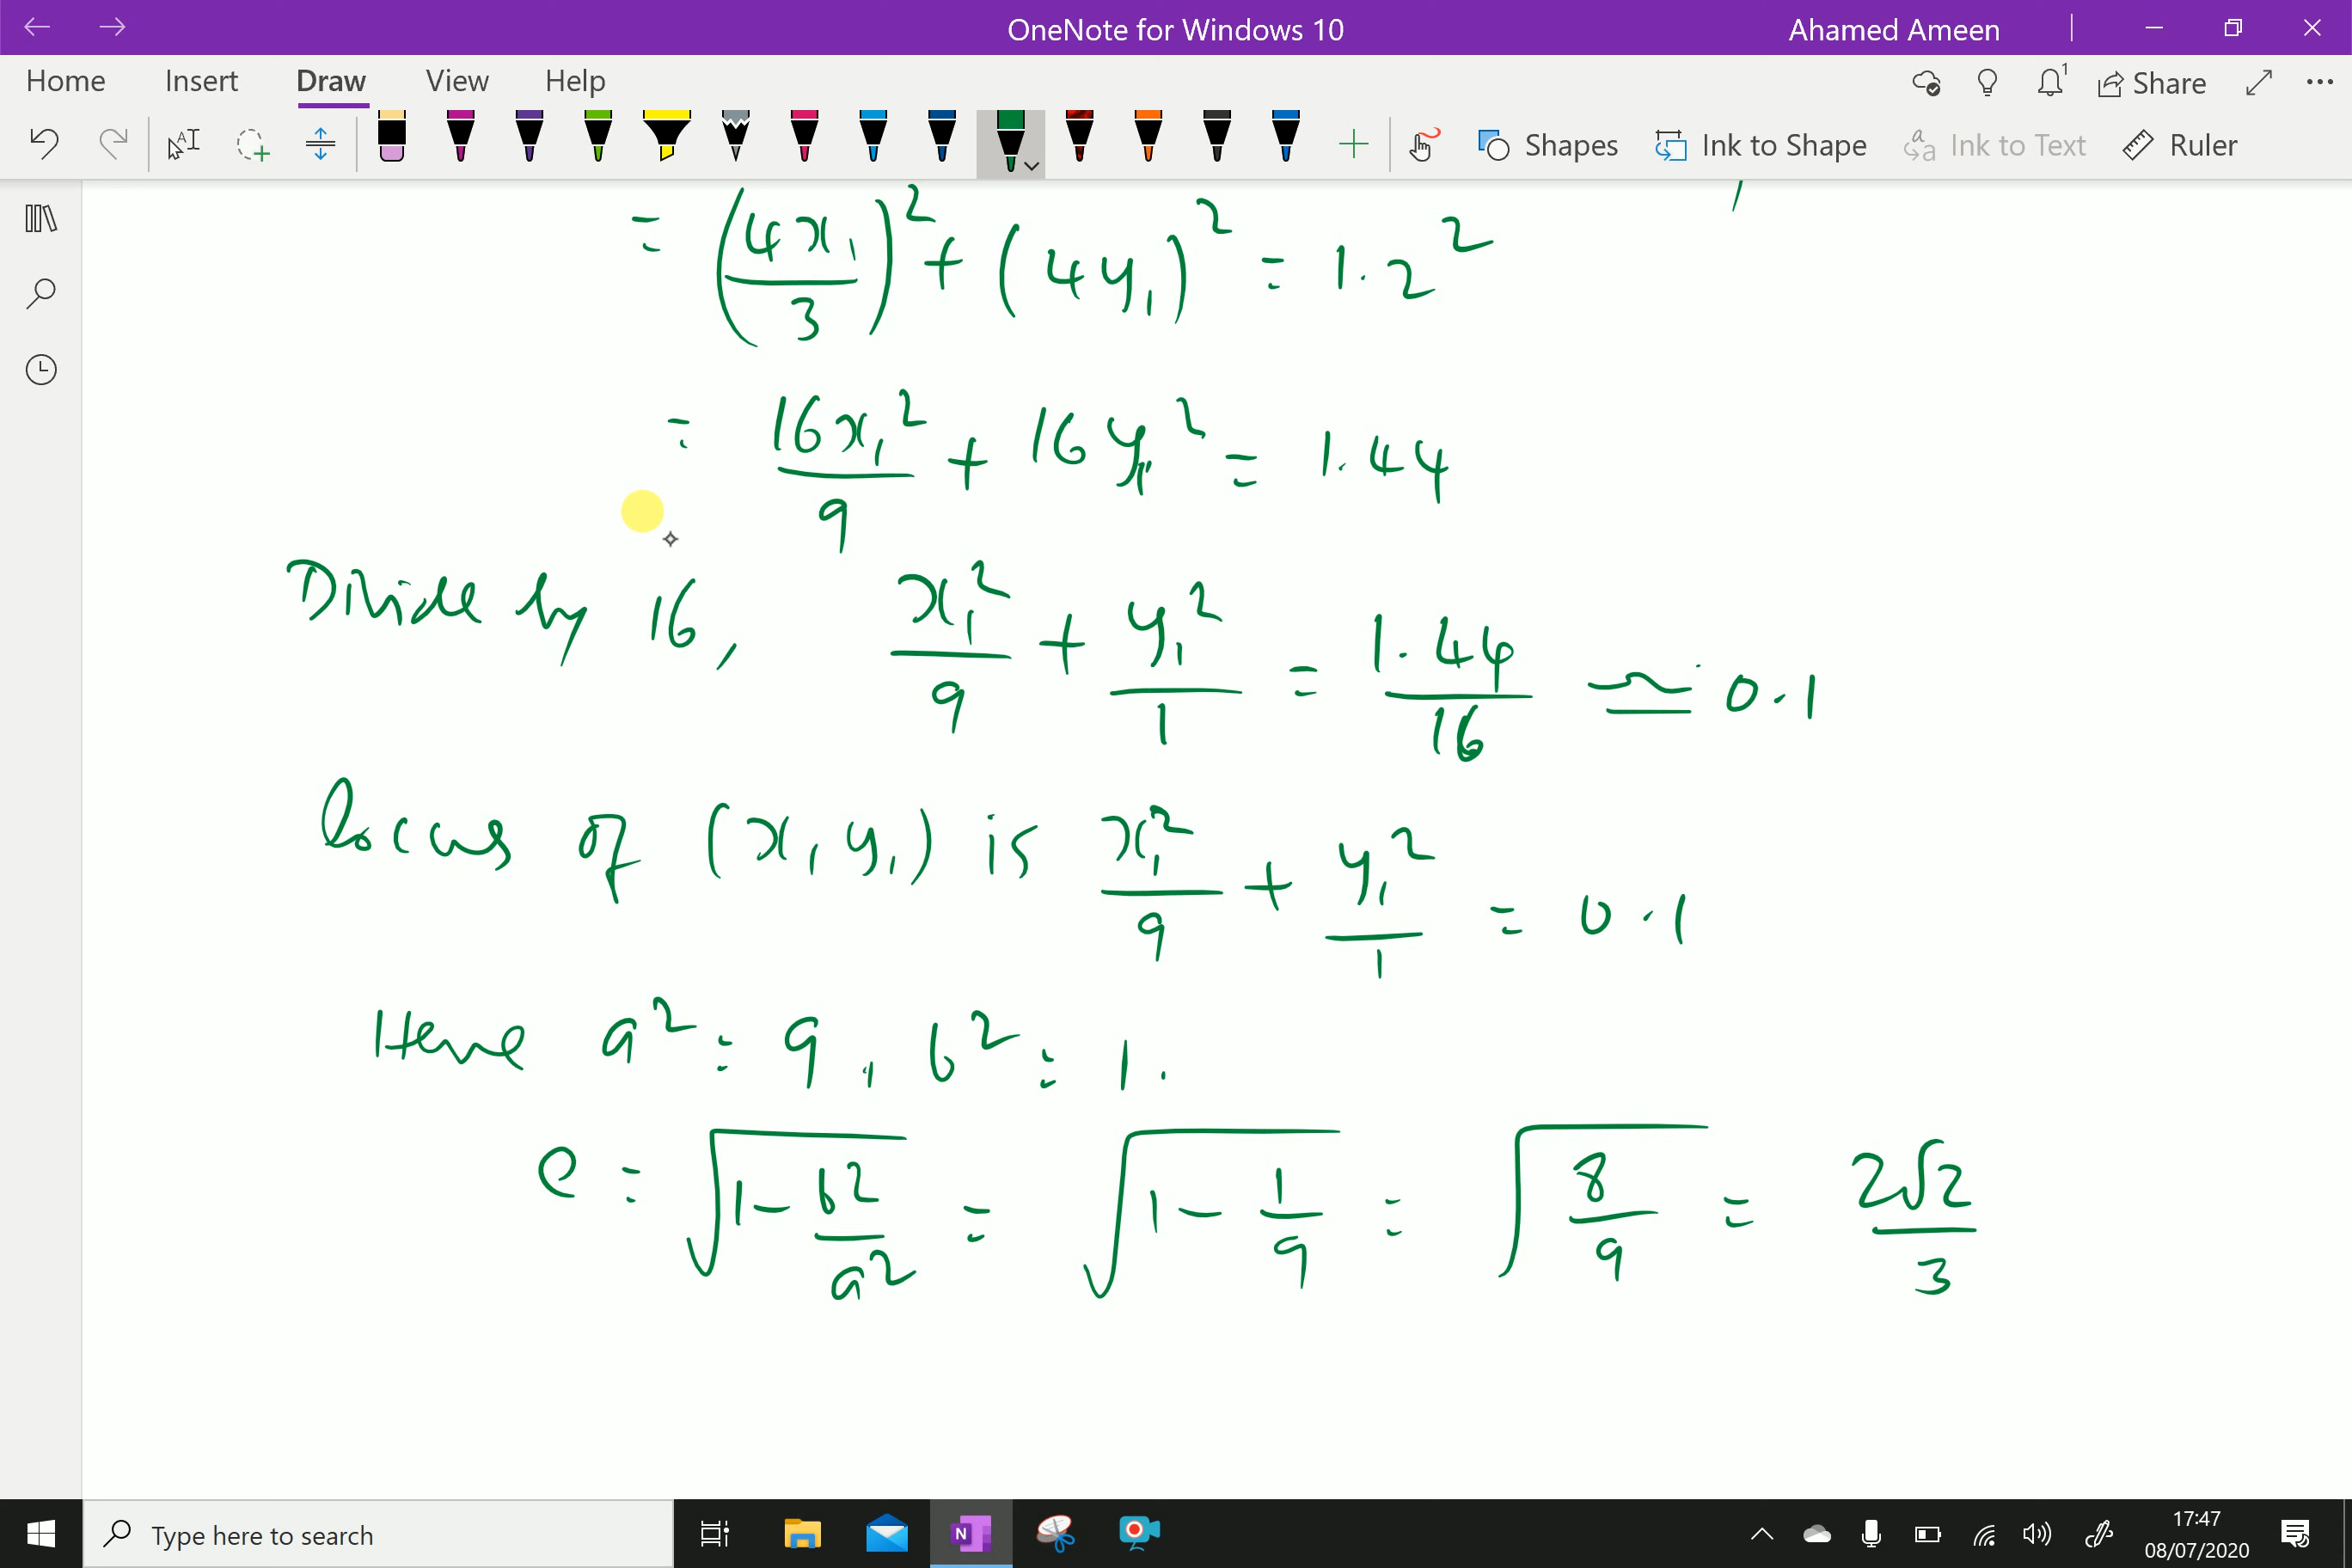 OneNote for Windows 10 Ahamed Ameen
Home Insert Draw View Help Share
Shapes Ink to Shape Ink to Text Ruler
= (4x₁/3)² + (4y₁)² = 1.2²
= 16x₁²/9 + 16y₁² = 1.44
Divide by 16, x₁²/9 + y₁²/1 = 1.44/16 ≃ 0.1
locus of (x₁ y₁) is x₁²/9 + y₁²/1 = 0.1
Here a² = 9, b² = 1.
e = √(1 - b²/a²) = √(1 - 1/9) = √(8/9) = 2√2/3
Type here to search
N
17:47
08/07/2020